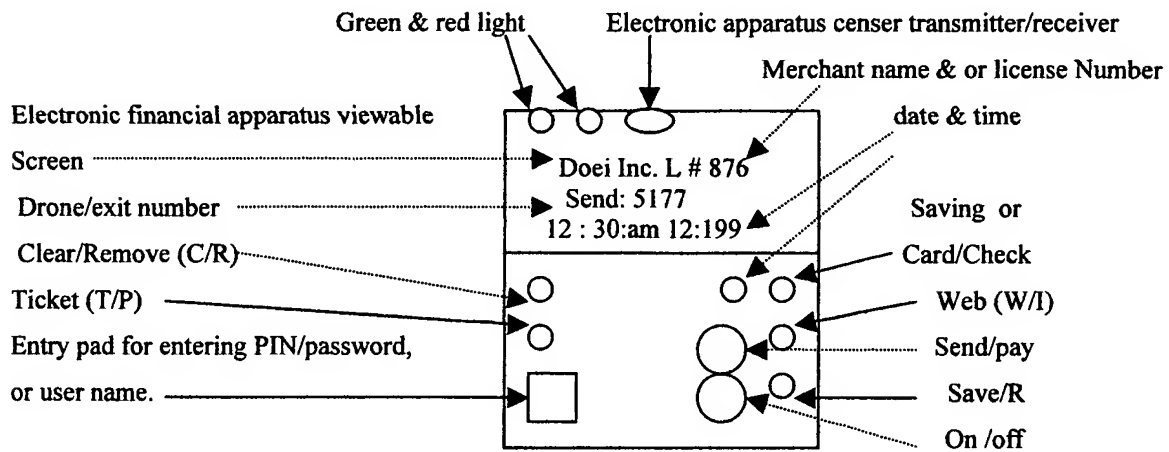 Green & red light
Electronic apparatus censer transmitter/receiver
Merchant name & or license Number
Electronic financial apparatus viewable
date & time
Screen
Doei Inc. L # 876
Drone/exit number
Send: 5177
Saving or
12 : 30:am 12:199
Clear/Remove (C/R)
Card/Check
Ticket (T/P)
Web (W/I)
Entry pad for entering PIN/password,
Send/pay
or user name.
Save/R
On /off